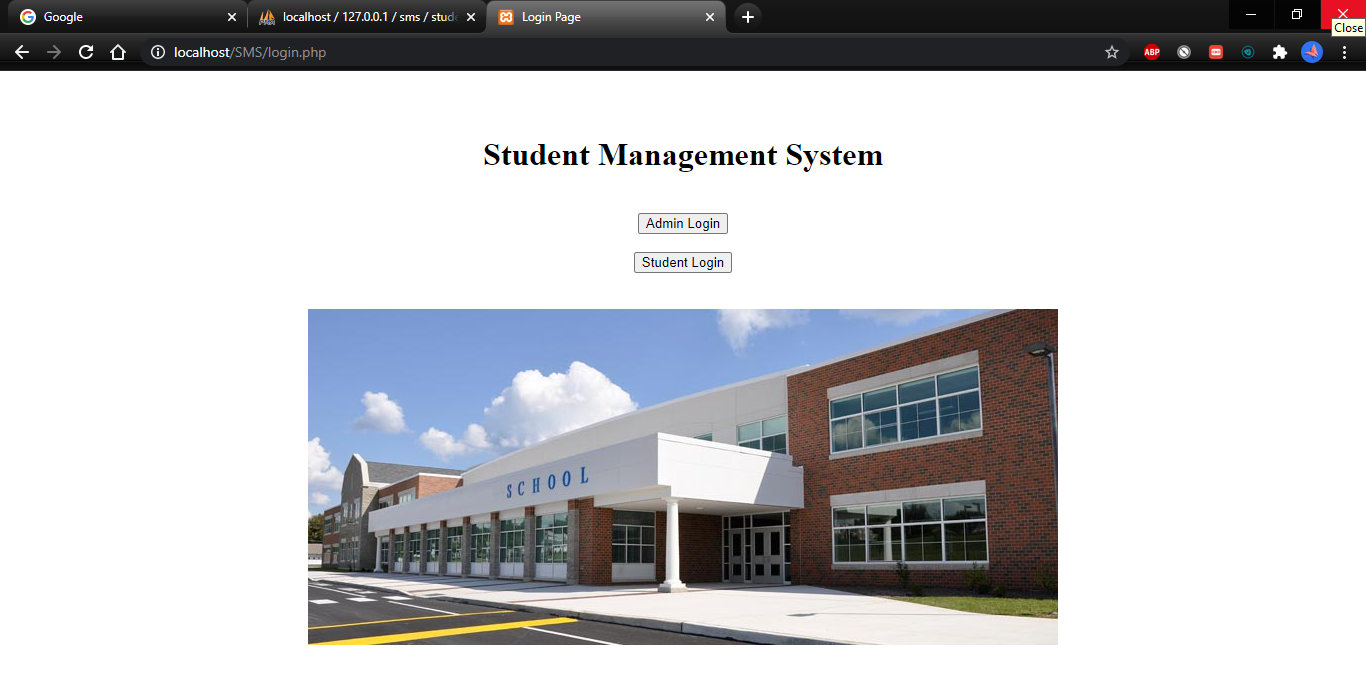 Google
localhost / 127.0.0.1 / sms / stude
Login Page
Close
localhost/SMS/login.php
ABP
Student Management System
Admin Login
Student Login
SCHOOL